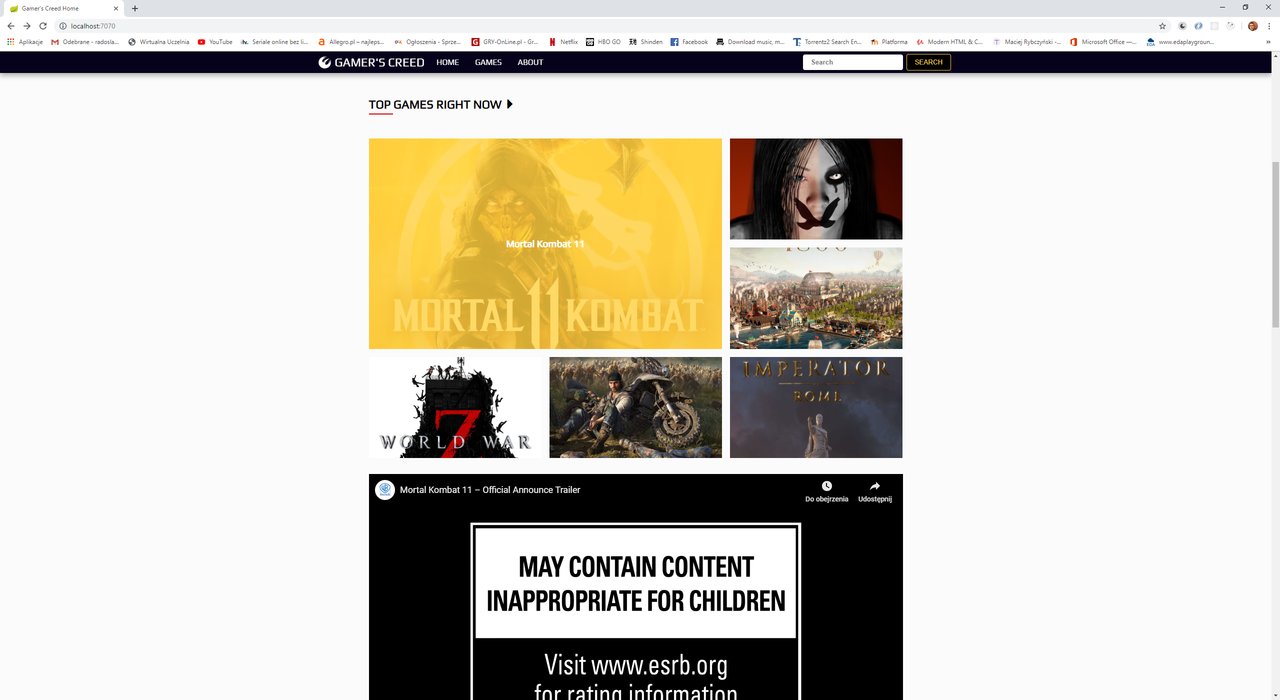 Gamer's Creed Home
localhost:7070
Aplikacje Odebrane - radosla... Wirtualna Uczelnia YouTube Seriale online bez li... Allegro.pl – najleps... Ogłoszenia - Sprze... GRY-OnLine.pl - Gr... Netflix HBO GO Shinden Facebook Download music, m... Torrentz2 Search En... Platforma Modern HTML & C... Maciej Rybczyński -... Microsoft Office —... www.edaplaygroun...
GAMER'S CREED HOME GAMES ABOUT Search SEARCH
TOP GAMES RIGHT NOW
Mortal Kombat 11
MORTAL 11 KOMBAT
WORLD WAR Z
IMPERATOR
ROME
Mortal Kombat 11 – Official Announce Trailer
Do obejrzenia Udostępnij
MAY CONTAIN CONTENT
INAPPROPRIATE FOR CHILDREN
Visit www.esrb.org
for rating information